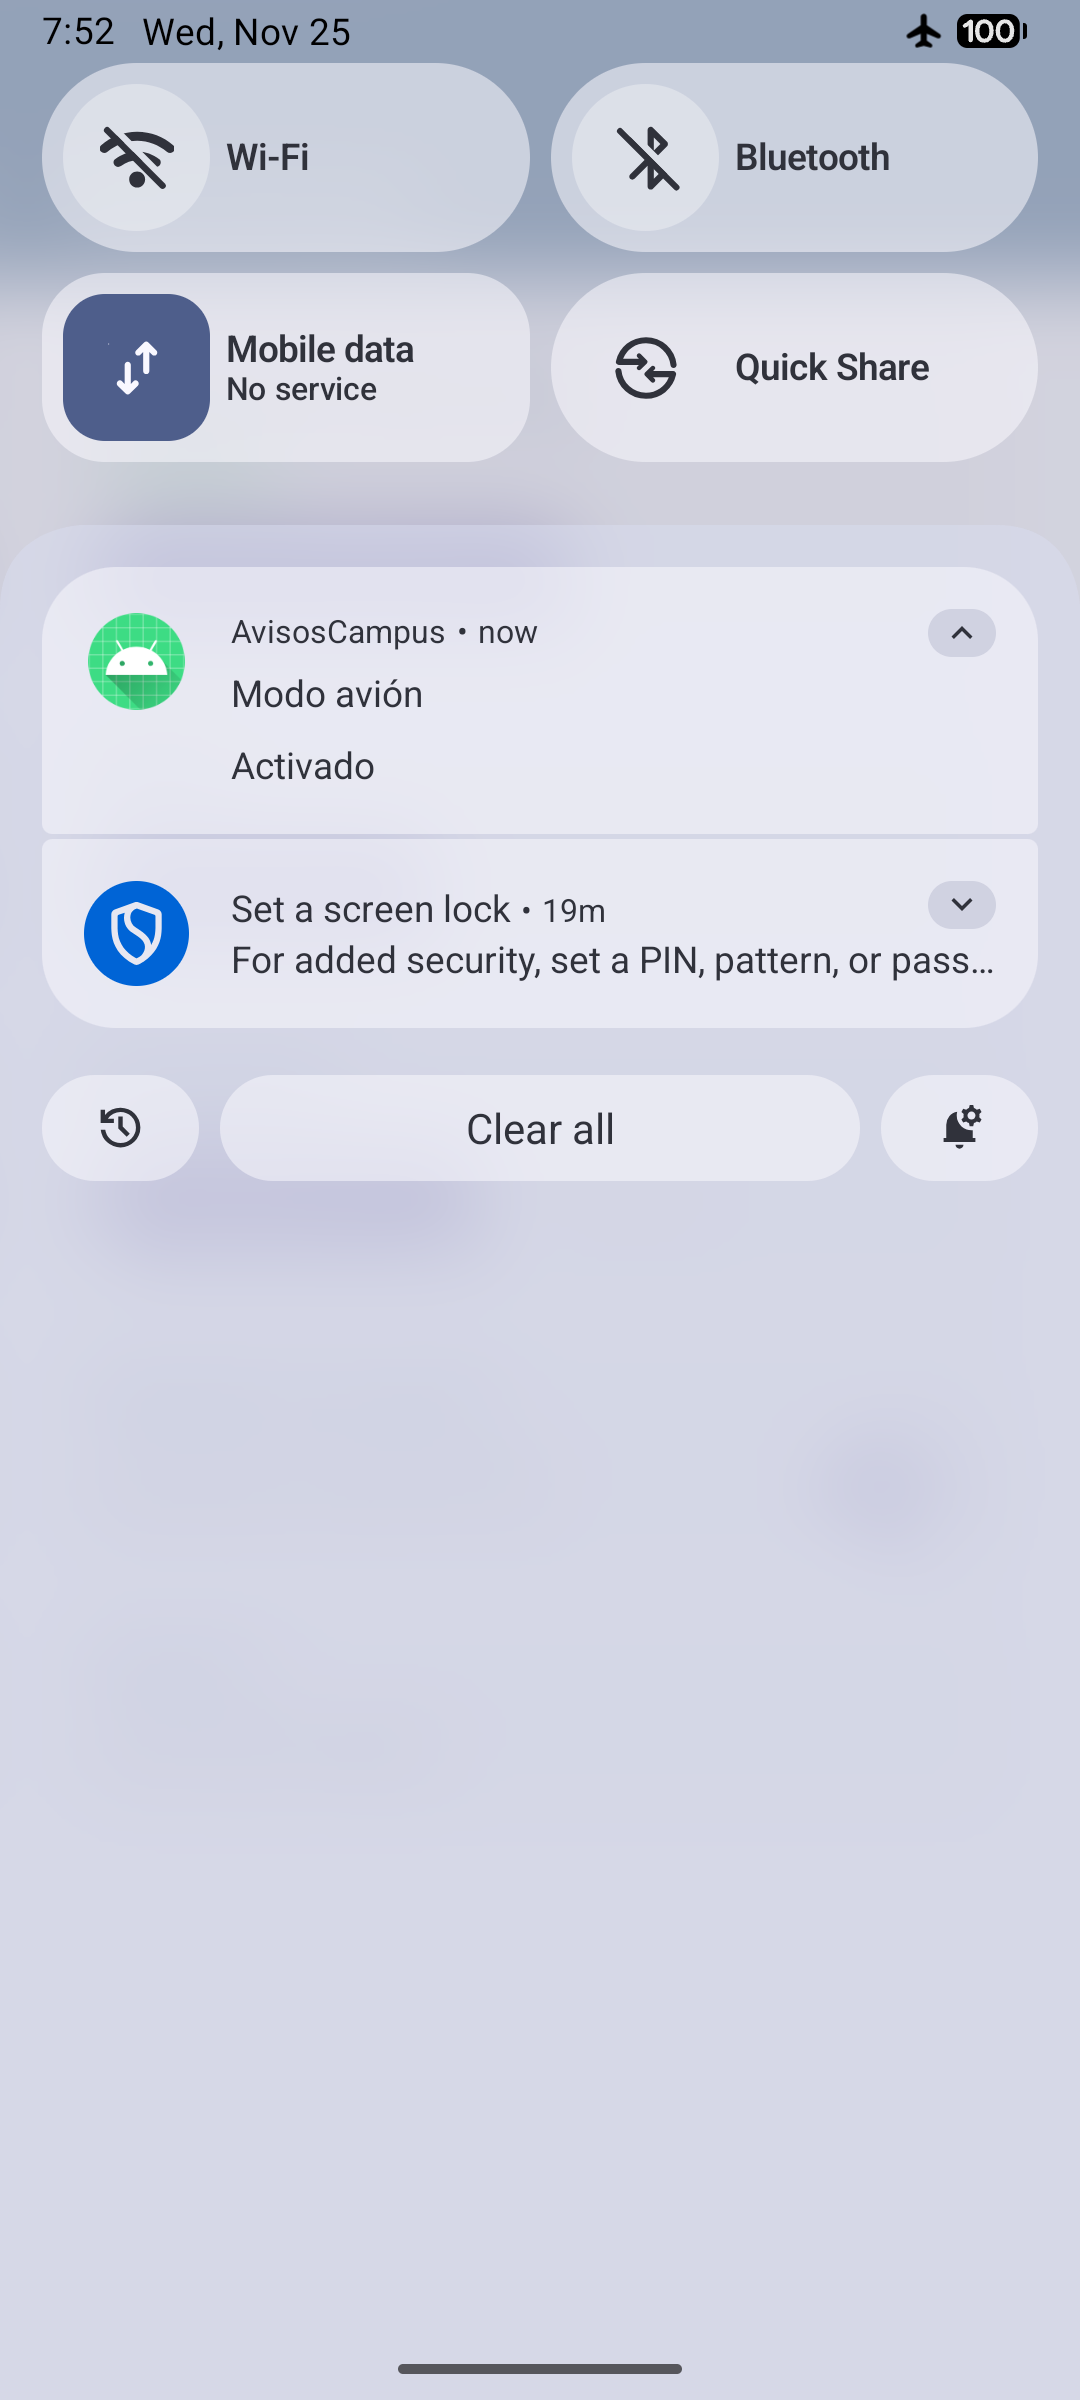 7:52 Wed, Nov 25
100
Wi-Fi
Bluetooth
Mobile data
No service
Quick Share
AvisosCampus • now
Modo avión
Activado
Set a screen lock • 19m
For added security, set a PIN, pattern, or pass…
Clear all